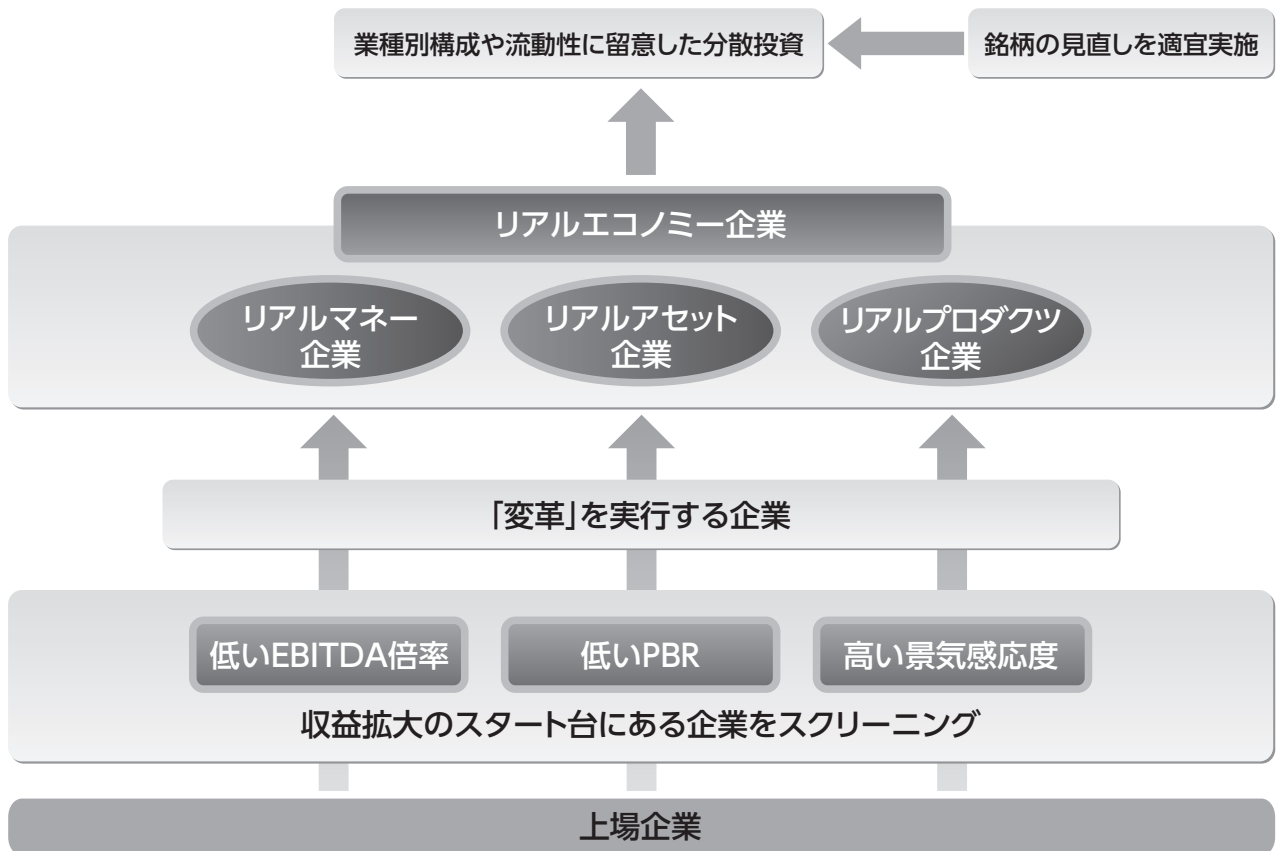 業種別構成や流動性に留意した分散投資
銘柄の見直しを適宜実施
リアルエコノミー企業
リアルマネー
企業
リアルアセット
企業
リアルプロダクツ
企業
「変革」を実行する企業
低いEBITDA倍率
低いPBR
高い景気感応度
収益拡大のスタート台にある企業をスクリーニング
上場企業